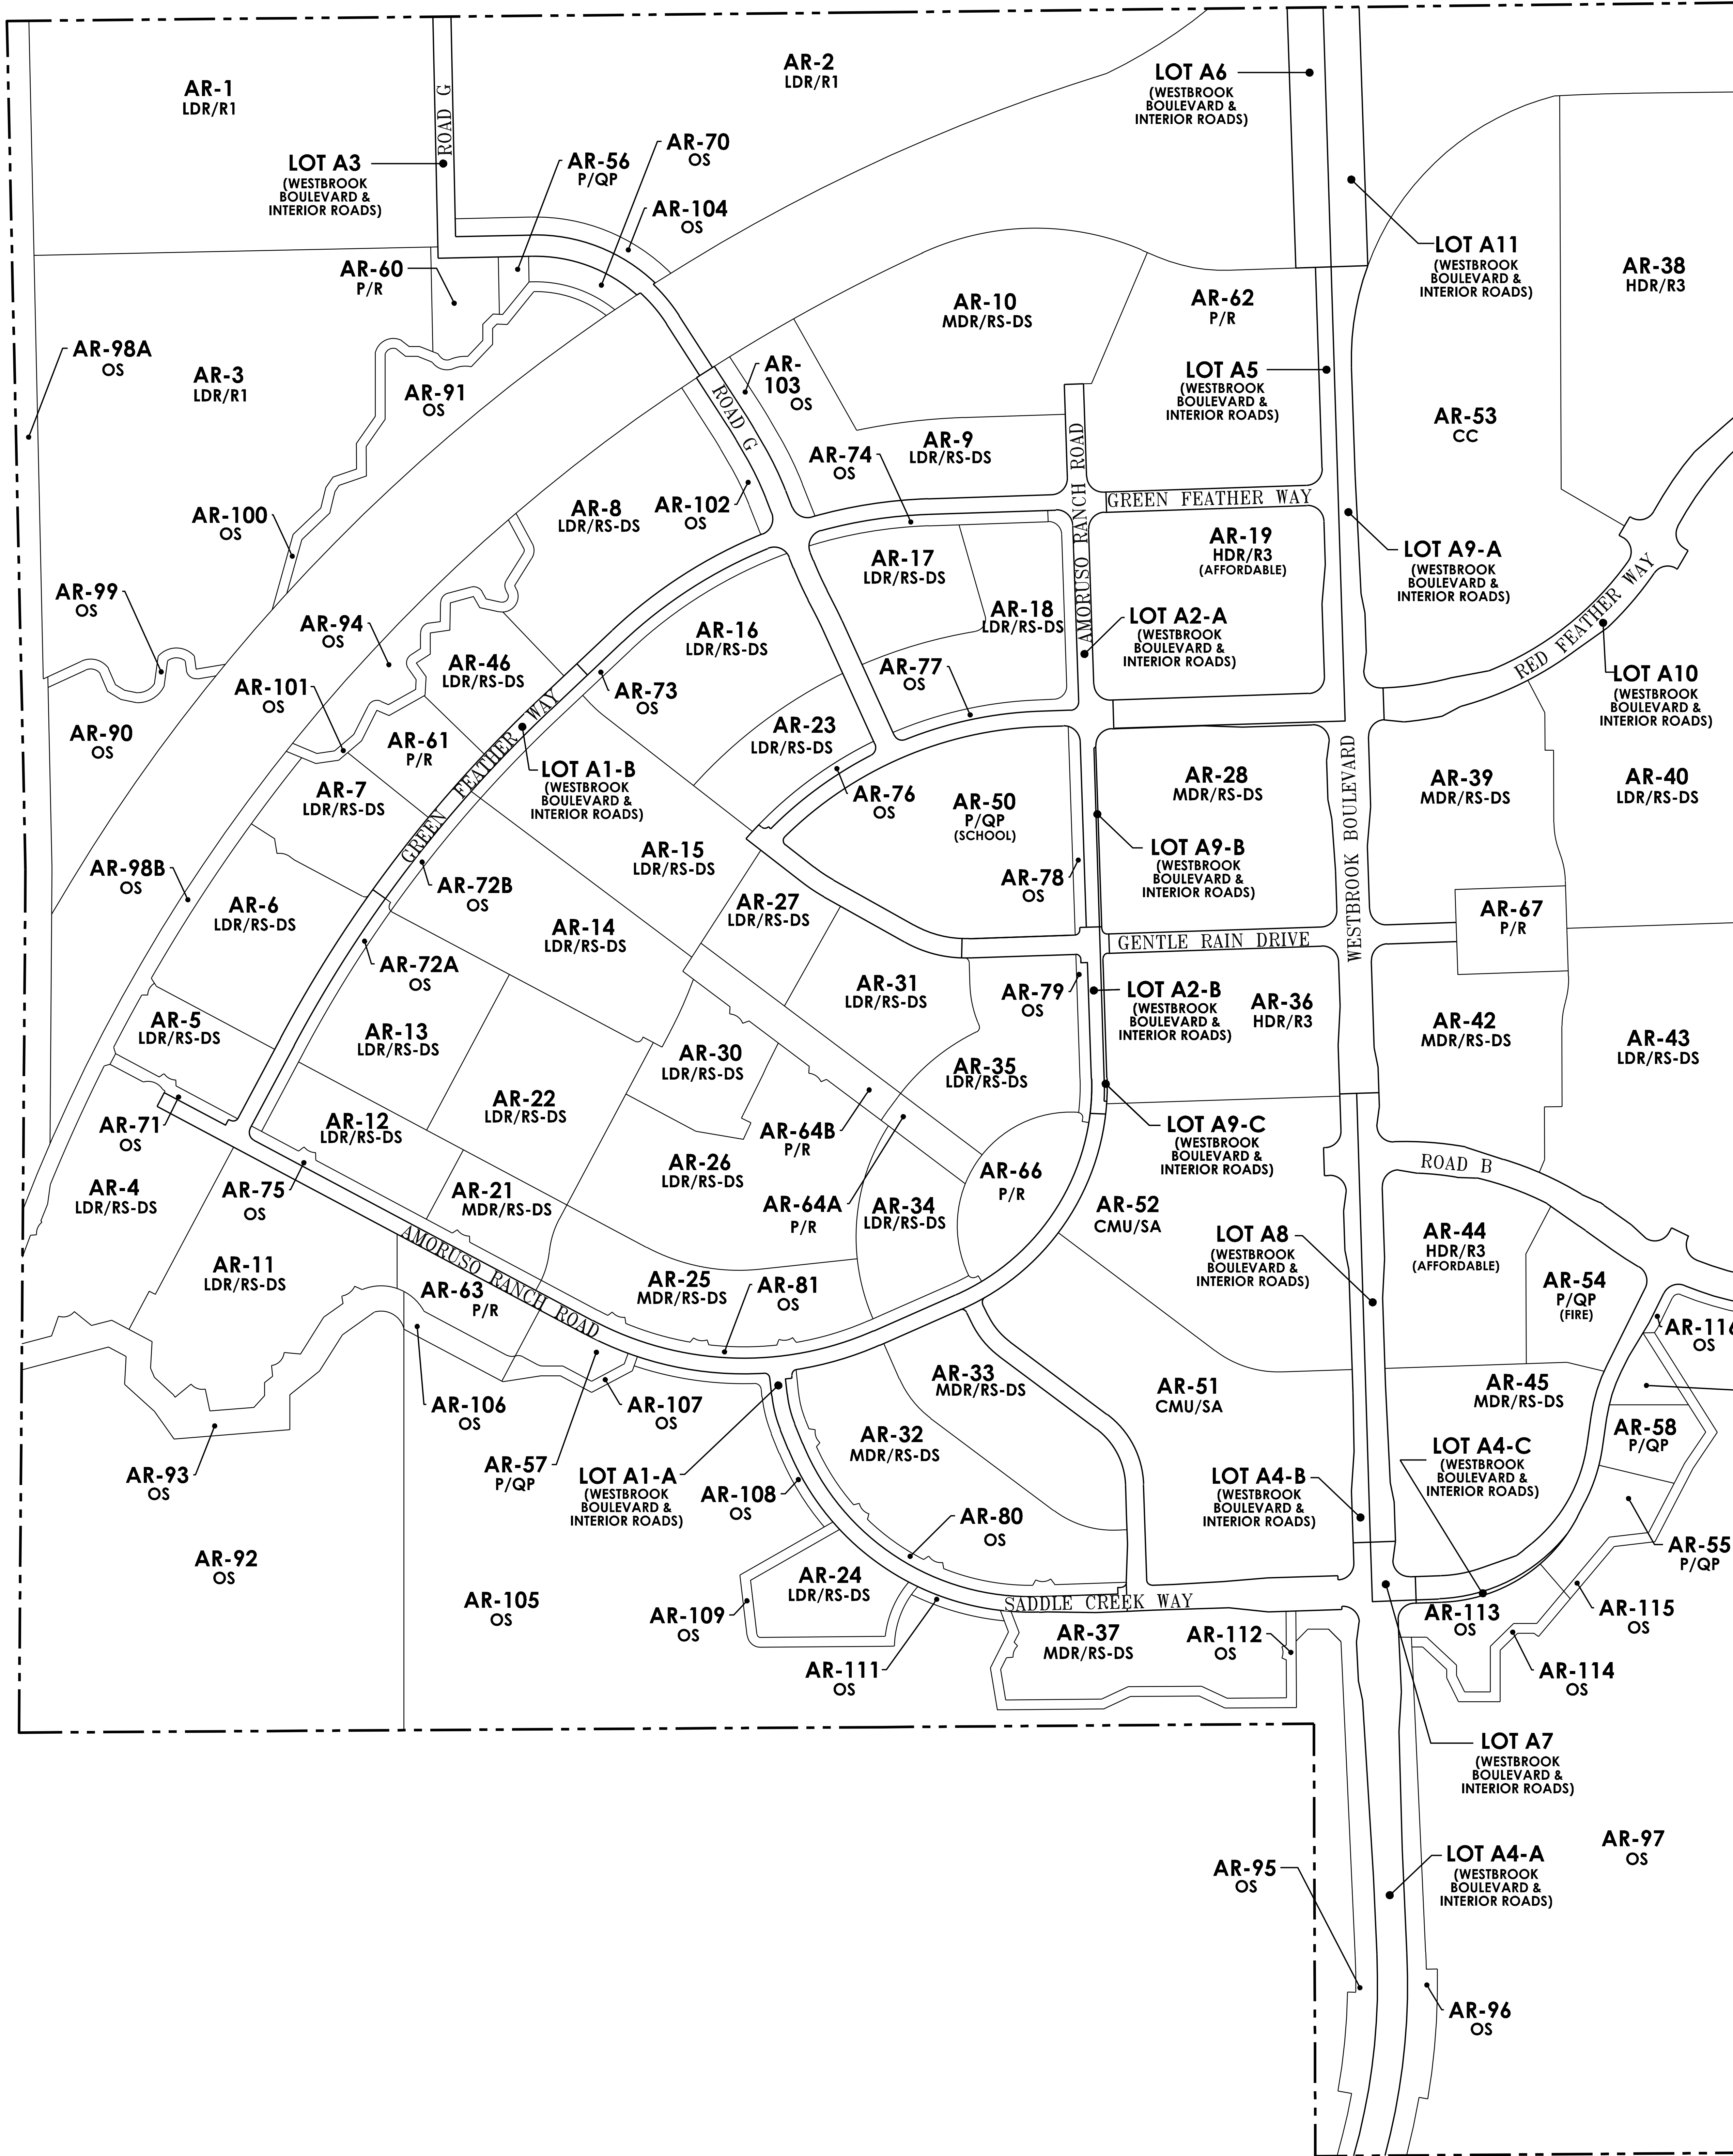 AR-1
LDR/R1
ROAD G
AR-2
LDR/R1
LOT A6
(WESTBROOK
BOULEVARD &
INTERIOR ROADS)
LOT A3
(WESTBROOK
BOULEVARD &
INTERIOR ROADS)
AR-56
P/QP
AR-70
OS
AR-104
OS
LOT A11
(WESTBROOK
BOULEVARD &
INTERIOR ROADS)
AR-38
HDR/R3
AR-60
P/R
AR-10
MDR/RS-DS
AR-62
P/R
AR-98A
OS
AR-3
LDR/R1
AR-91
OS
AR-
103
OS
ROAD G
LOT A5
(WESTBROOK
BOULEVARD &
INTERIOR ROADS)
AR-53
CC
AR-9
LDR/RS-DS
AR-74
OS
AMORUSO RANCH ROAD
GREEN FEATHER WAY
AR-100
OS
AR-8
LDR/RS-DS
AR-102
OS
AR-17
LDR/RS-DS
AR-19
HDR/R3
(AFFORDABLE)
LOT A9-A
(WESTBROOK
BOULEVARD &
INTERIOR ROADS)
AR-99
OS
AR-94
OS
AR-46
LDR/RS-DS
AR-16
LDR/RS-DS
AR-18
LDR/RS-DS
LOT A2-A
(WESTBROOK
BOULEVARD &
INTERIOR ROADS)
RED FEATHER WAY
LOT A10
(WESTBROOK
BOULEVARD &
INTERIOR ROADS)
AR-101
OS
AR-73
OS
AR-77
OS
AR-90
OS
AR-61
P/R
AR-23
LDR/RS-DS
GREEN FEATHER WAY
LOT A1-B
(WESTBROOK
BOULEVARD &
INTERIOR ROADS)
AR-7
LDR/RS-DS
AR-76
OS
AR-50
P/QP
(SCHOOL)
AR-28
MDR/RS-DS
WESTBROOK BOULEVARD
AR-39
MDR/RS-DS
AR-40
LDR/RS-DS
AR-98B
OS
AR-72B
OS
AR-15
LDR/RS-DS
AR-78
OS
LOT A9-B
(WESTBROOK
BOULEVARD &
INTERIOR ROADS)
AR-6
LDR/RS-DS
AR-14
LDR/RS-DS
AR-27
LDR/RS-DS
AR-67
P/R
GENTLE RAIN DRIVE
AR-72A
OS
AR-31
LDR/RS-DS
AR-79
OS
LOT A2-B
(WESTBROOK
BOULEVARD &
INTERIOR ROADS)
AR-36
HDR/R3
AR-5
LDR/RS-DS
AR-13
LDR/RS-DS
AR-30
LDR/RS-DS
AR-35
LDR/RS-DS
AR-42
MDR/RS-DS
AR-43
LDR/RS-DS
AR-71
OS
AR-12
LDR/RS-DS
AR-22
LDR/RS-DS
AR-64B
P/R
LOT A9-C
(WESTBROOK
BOULEVARD &
INTERIOR ROADS)
ROAD B
AR-4
LDR/RS-DS
AR-75
OS
AR-21
MDR/RS-DS
AR-26
LDR/RS-DS
AR-64A
P/R
AR-34
LDR/RS-DS
AR-66
P/R
AR-52
CMU/SA
LOT A8
(WESTBROOK
BOULEVARD &
INTERIOR ROADS)
AR-44
HDR/R3
(AFFORDABLE)
AR-11
LDR/RS-DS
AMORUSO RANCH ROAD
AR-63
P/R
AR-25
MDR/RS-DS
AR-81
OS
AR-54
P/QP
(FIRE)
AR-116
OS
AR-106
OS
AR-107
OS
AR-33
MDR/RS-DS
AR-51
CMU/SA
AR-45
MDR/RS-DS
AR-58
P/QP
AR-93
OS
AR-57
P/QP
LOT A1-A
(WESTBROOK
BOULEVARD &
INTERIOR ROADS)
AR-108
OS
AR-32
MDR/RS-DS
LOT A4-B
(WESTBROOK
BOULEVARD &
INTERIOR ROADS)
LOT A4-C
(WESTBROOK
BOULEVARD &
INTERIOR ROADS)
AR-80
OS
AR-55
P/QP
AR-92
OS
AR-105
OS
AR-24
LDR/RS-DS
AR-109
OS
SADDLE CREEK WAY
AR-113
OS
AR-115
OS
AR-111
OS
AR-37
MDR/RS-DS
AR-112
OS
AR-114
OS
LOT A7
(WESTBROOK
BOULEVARD &
INTERIOR ROADS)
AR-95
OS
LOT A4-A
(WESTBROOK
BOULEVARD &
INTERIOR ROADS)
AR-97
OS
AR-96
OS